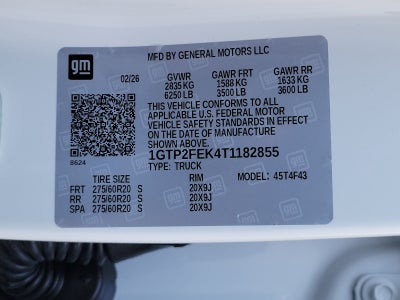 gm
MFD BY GENERAL MOTORS LLC
02/26 GVWR GAWR FRT GAWR RR
2835 KG 1588 KG 1633 KG
6250 LB 3500 LB 3600 LB
THIS VEHICLE CONFORMS TO ALL
APPLICABLE U.S. FEDERAL MOTOR
VEHICLE SAFETY STANDARDS IN EFFECT
ON THE DATE OF MANUFACTURE
SHOWN ABOVE.
8624
1GTP2FEK4T1182855
TYPE: TRUCK
TIRE SIZE RIM MODEL: 45T4F43
FRT 275/60R20 S 20X9J
RR 275/60R20 S 20X9J
SPA 275/60R20 S 20X9J